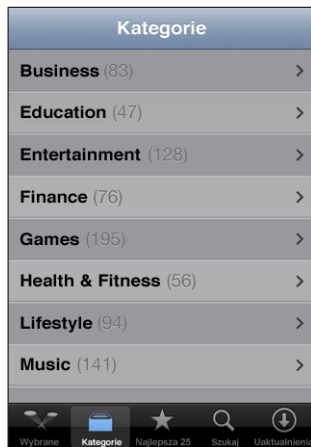 Kategorie
Business (83)
Education (47)
Entertainment (128)
Finance (76)
Games (195)
Health & Fitness (56)
Lifestyle (94)
Music (141)
Wybrane Kategorie Najlepsza 25 Szukaj Uaktualnienia